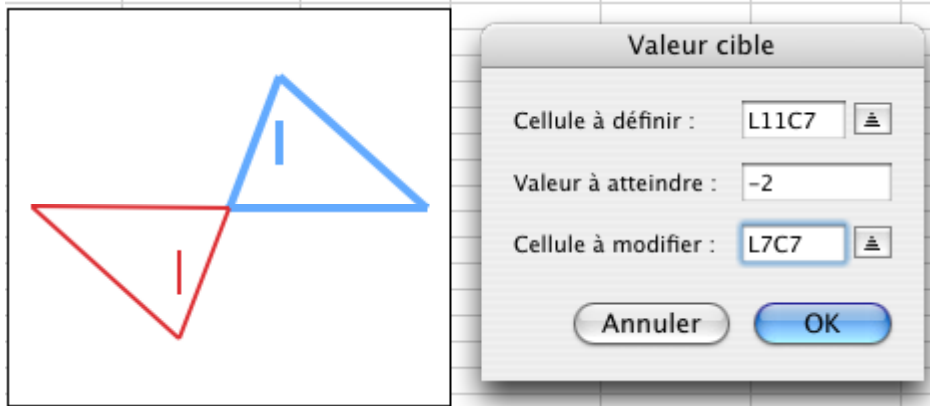 Valeur cible
Cellule à définir : L11C7
Valeur à atteindre : -2
Cellule à modifier : L7C7
Annuler OK